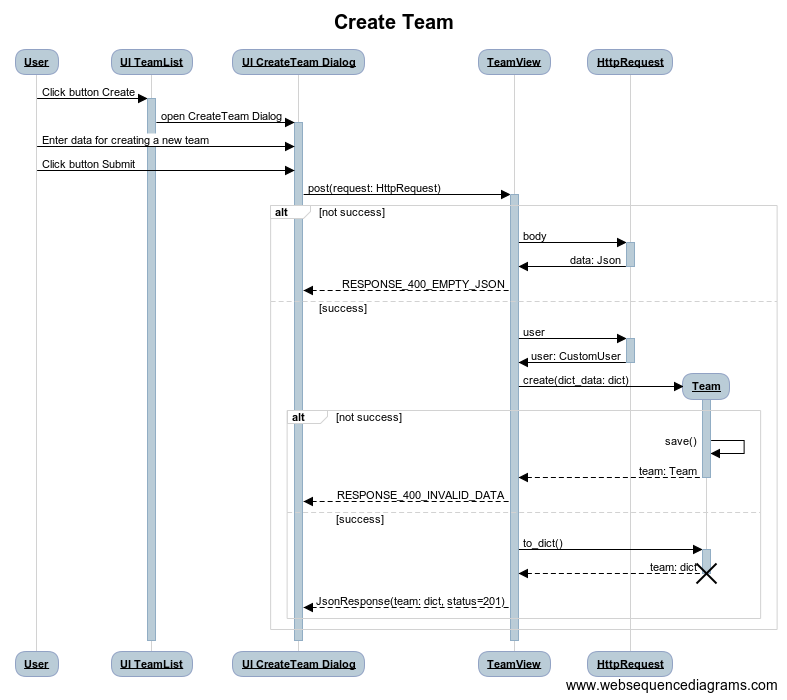 Create Team
User
UI TeamList
UI CreateTeam Dialog
TeamView
HttpRequest
Click button Create
open CreateTeam Dialog
Enter data for creating a new team
Click button Submit
post(request: HttpRequest)
alt [not success]
body
data: Json
RESPONSE_400_EMPTY_JSON
[success]
user
user: CustomUser
create(dict_data: dict)
Team
alt [not success]
save()
team: Team
RESPONSE_400_INVALID_DATA
[success]
to_dict()
team: dict
JsonResponse(team: dict, status=201)
User
UI TeamList
UI CreateTeam Dialog
TeamView
HttpRequest
www.websequencediagrams.com